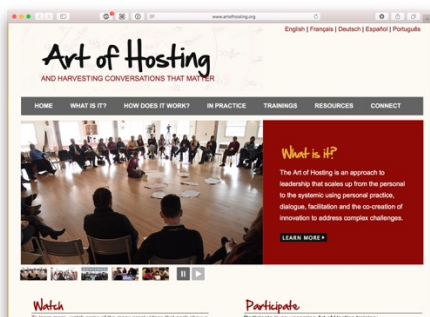 www.artofhosting.org
English | Français | Deutsch | Español | Português
Art of Hosting
AND HARVESTING CONVERSATIONS THAT MATTER
HOME WHAT IS IT? HOW DOES IT WORK? IN PRACTICE TRAININGS RESOURCES CONNECT
What is it?
The Art of Hosting is an approach to
leadership that scales up from the personal
to the systemic using personal practice,
dialogue, facilitation and the co-creation of
innovation to address complex challenges.
LEARN MORE
Watch
Participate